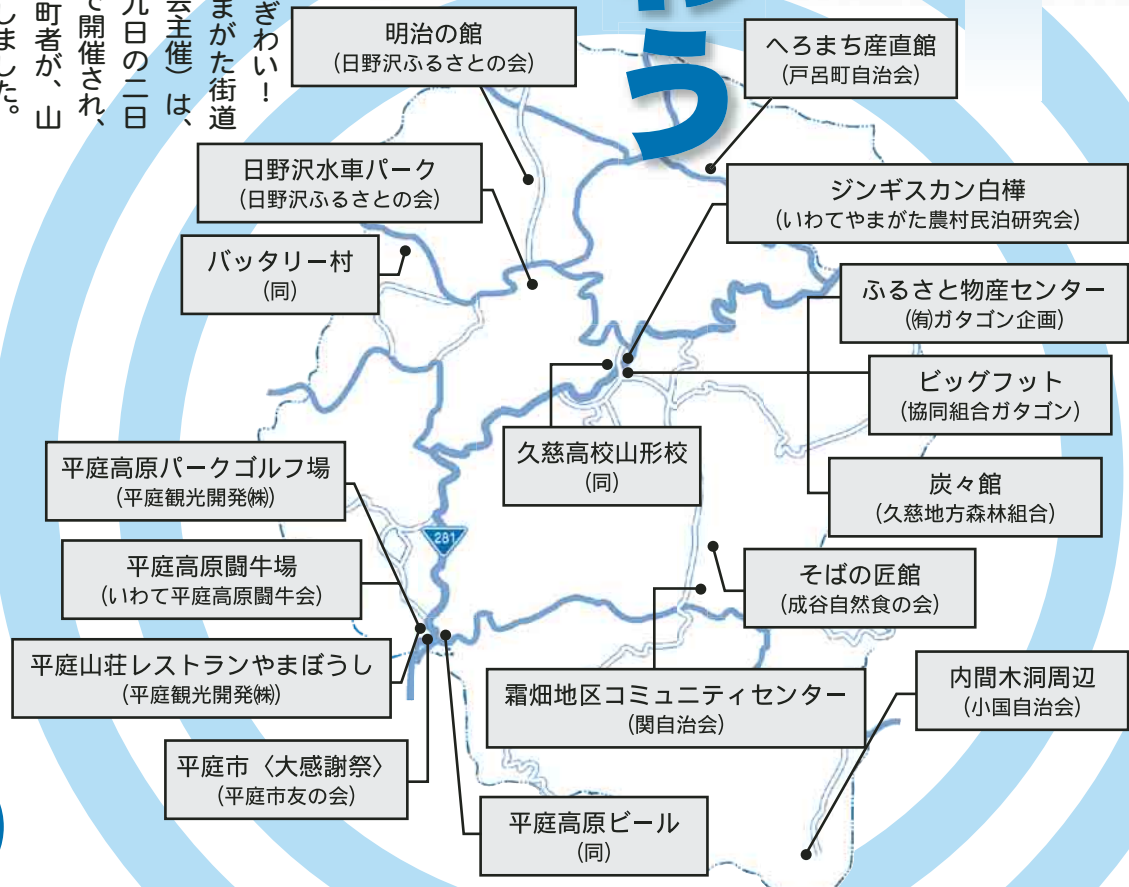 ぎわい！
まがた街道
会主催）は、
九日の二日
で開催され、
町者が、山
しました。
わう
明治の館
（日野沢ふるさとの会）
へろまち産直館
（戸呂町自治会）
日野沢水車パーク
（日野沢ふるさとの会）
ジンギスカン白樺
（いわてやまがた農村民泊研究会）
バッタリー村
（同）
ふるさと物産センター
（㈲ガタゴン企画）
ビッグフット
（協同組合ガタゴン）
久慈高校山形校
（同）
平庭高原パークゴルフ場
（平庭観光開発㈱）
炭々館
（久慈地方森林組合）
281
平庭高原闘牛場
（いわて平庭高原闘牛会）
そばの匠館
（成谷自然食の会）
平庭山荘レストランやまぼうし
（平庭観光開発㈱）
霜畑地区コミュニティセンター
（関自治会）
内間木洞周辺
（小国自治会）
平庭市〈大感謝祭〉
（平庭市友の会）
平庭高原ビール
（同）